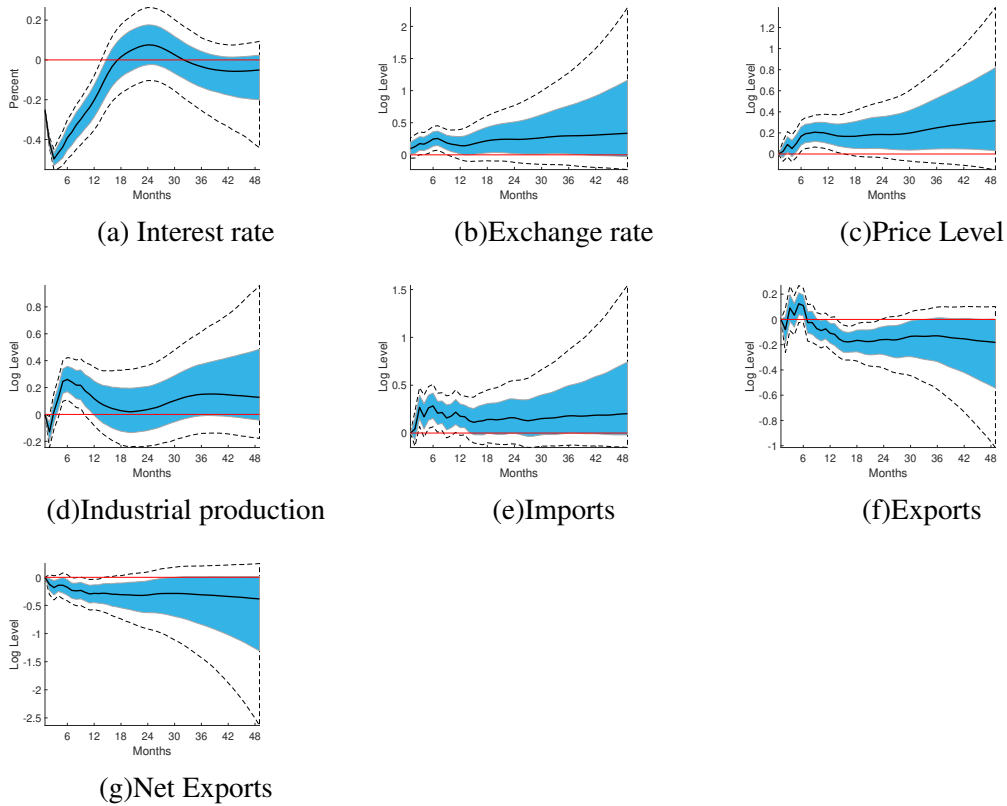 0.2
0
-0.2
-0.4
Percent
6 12 18 24 30 36 42 48
Months
(a) Interest rate
2
1.5
1
0.5
0
Log Level
6 12 18 24 30 36 42 48
Months
(b)Exchange rate
1.2
1
0.8
0.6
0.4
0.2
0
Log Level
6 12 18 24 30 36 42 48
Months
(c)Price Level
0.8
0.6
0.4
0.2
0
-0.2
Log Level
6 12 18 24 30 36 42 48
Months
(d)Industrial production
1.5
1
0.5
0
Log Level
6 12 18 24 30 36 42 48
Months
(e)Imports
0.2
0
-0.2
-0.4
-0.6
-0.8
-1
Log Level
6 12 18 24 30 36 42 48
Months
(f)Exports
0
-0.5
-1
-1.5
-2
-2.5
Log Level
6 12 18 24 30 36 42 48
Months
(g)Net Exports